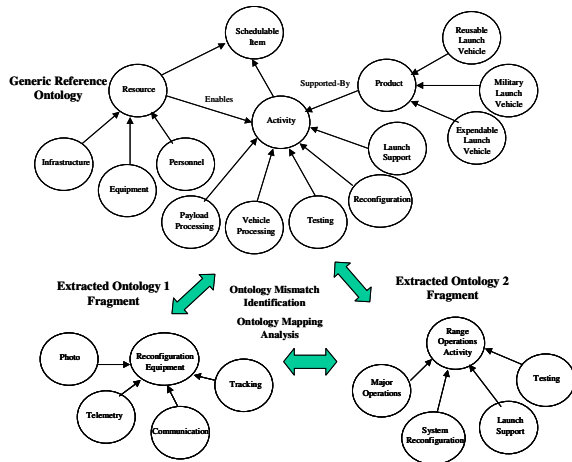 Schedulable
Item
Reusable
Launch
Vehicle
Generic Reference
Ontology
Resource
Enables
Supported-By
Product
Military
Launch
Vehicle
Activity
Expendable
Launch
Vehicle
Infrastructure
Equipment
Personnel
Launch
Support
Reconfiguration
Payload
Processing
Vehicle
Processing
Testing
Extracted Ontology 1
Fragment
Ontology Mismatch
Identification
Ontology Mapping
Analysis
Extracted Ontology 2
Fragment
Photo
Reconfiguration
Equipment
Tracking
Telemetry
Communication
Range
Operations
Activity
Major
Operations
Testing
System
Reconfiguration
Launch
Support